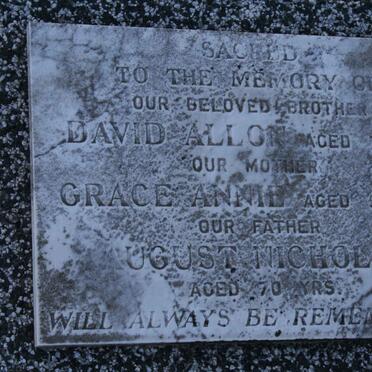 SACRED
TO THE MEMORY O
OUR BELOVED BROTHER
DAVID ALLON AGED
OUR MOTHER
GRACE ANNIE AGED
OUR FATHER
UGUST NICHOL
AGED 70 YRS.
WILL ALWAYS BE REME